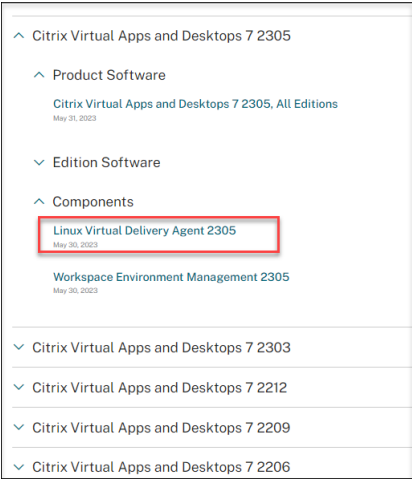 Citrix Virtual Apps and Desktops 7 2305
Product Software
Citrix Virtual Apps and Desktops 7 2305, All Editions
May 31, 2023
Edition Software
Components
Linux Virtual Delivery Agent 2305
May 30, 2023
Workspace Environment Management 2305
May 30, 2023
Citrix Virtual Apps and Desktops 7 2303
Citrix Virtual Apps and Desktops 7 2212
Citrix Virtual Apps and Desktops 7 2209
Citrix Virtual Apps and Desktops 7 2206